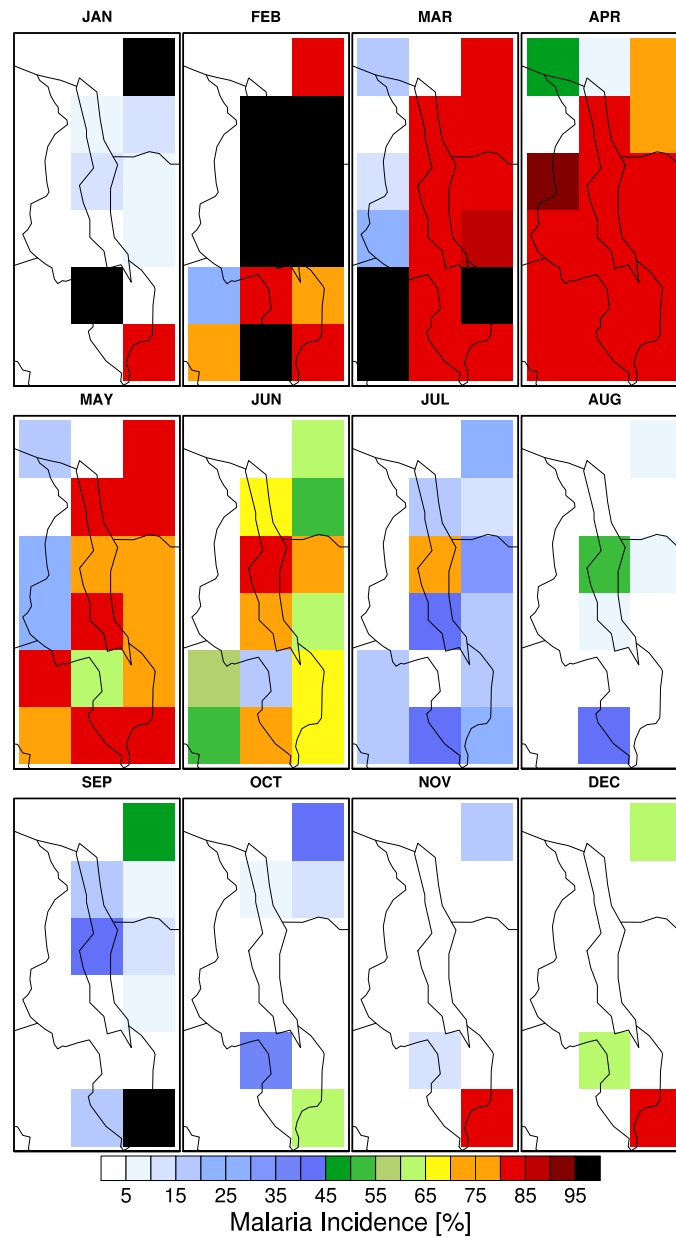 JAN FEB MAR APR
MAY JUN JUL AUG
SEP OCT NOV DEC
5 15 25 35 45 55 65 75 85 95
Malaria Incidence [%]